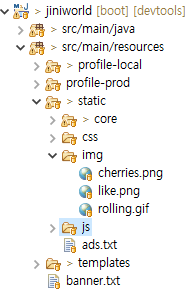 jiniworld [boot] [devtools]
src/main/java
src/main/resources
profile-local
profile-prod
static
core
css
img
cherries.png
like.png
rolling.gif
js
ads.txt
templates
banner.txt